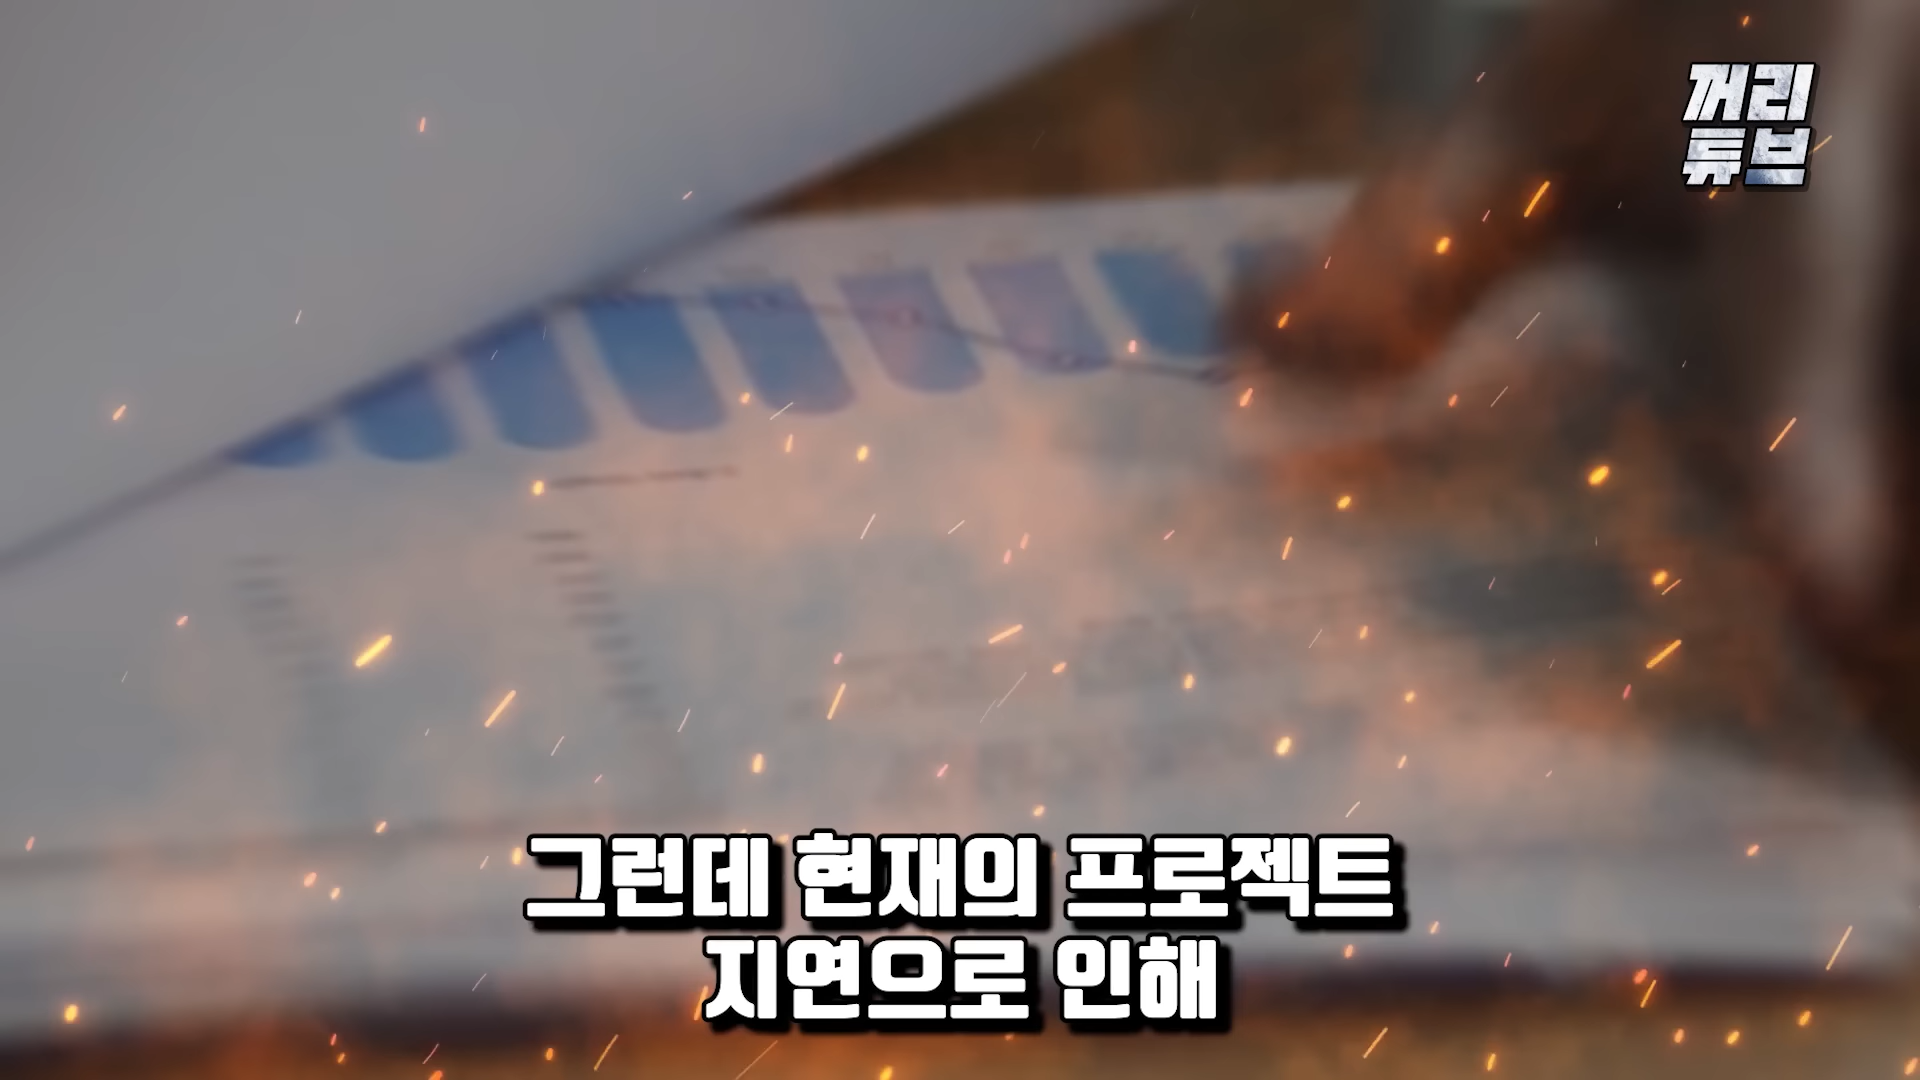 꺼리
튜브
그런데 현재의 프로젝트
지연으로 인해